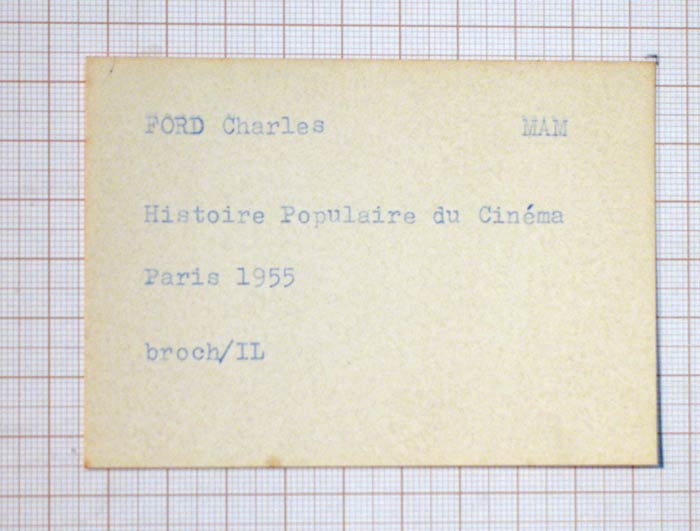 FORD Charles MAM
Histoire Populaire du Cinéma
Paris 1955
broch/IL